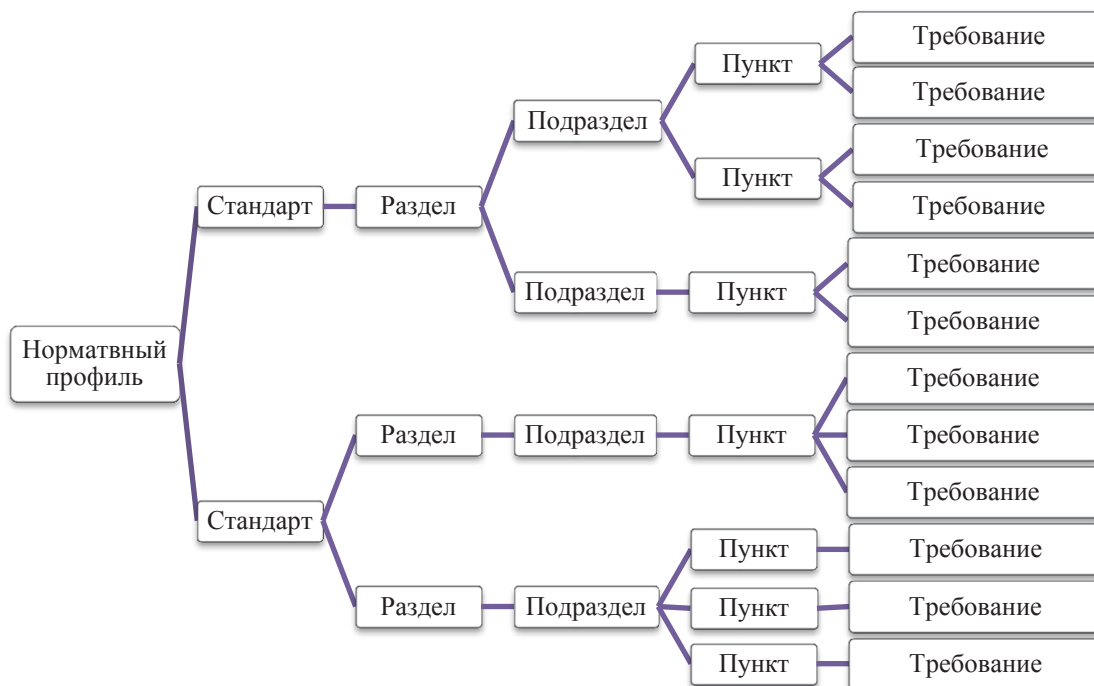 Требование
Пункт
Требование
Подраздел
Требование
Пункт
Требование
Стандарт
Раздел
Требование
Подраздел
Пункт
Требование
Норматвный
профиль
Требование
Раздел
Подраздел
Пункт
Требование
Требование
Стандарт
Пункт
Требование
Раздел
Подраздел
Пункт
Требование
Пункт
Требование